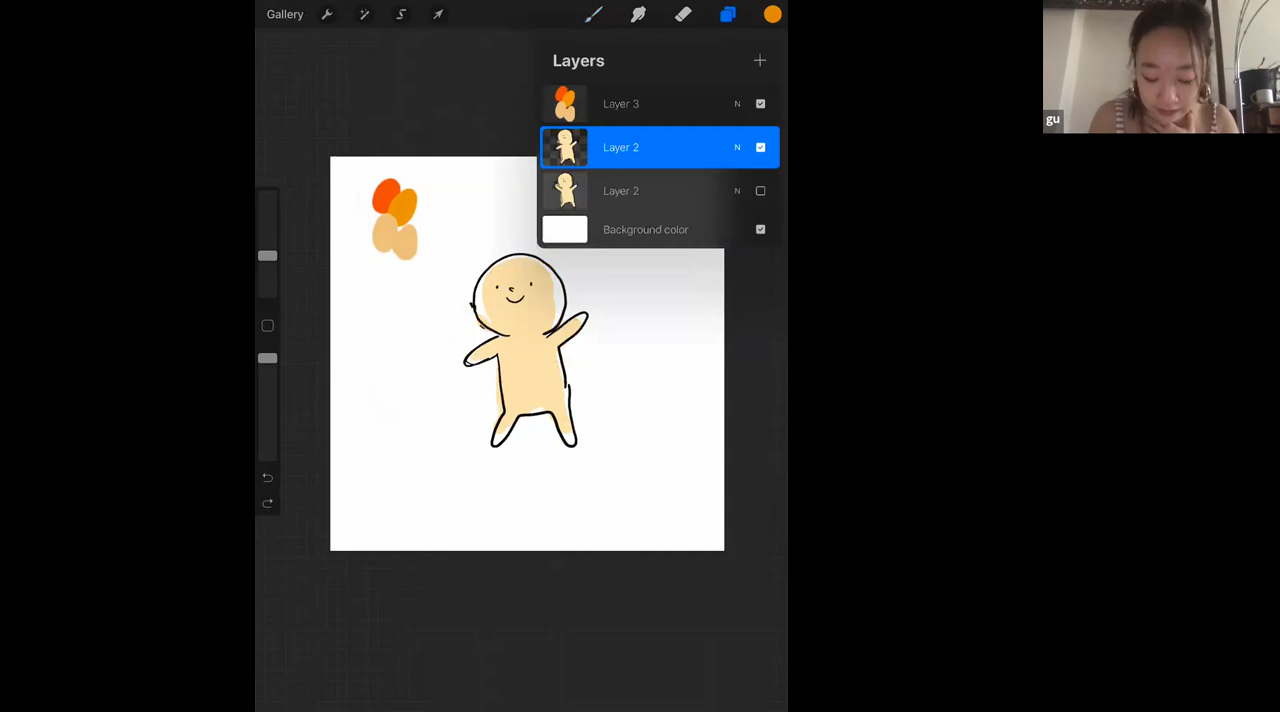 Gallery
Layers
Layer 3 N
Layer 2 N
Layer 2 N
Background color
gu